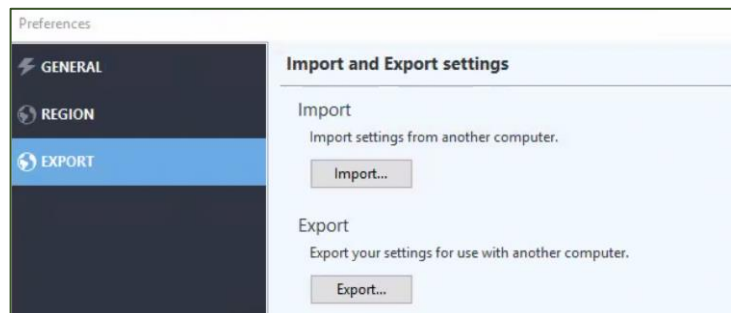 Preferences
GENERAL
REGION
EXPORT
Import and Export settings
Import
Import settings from another computer.
Import...
Export
Export your settings for use with another computer.
Export...